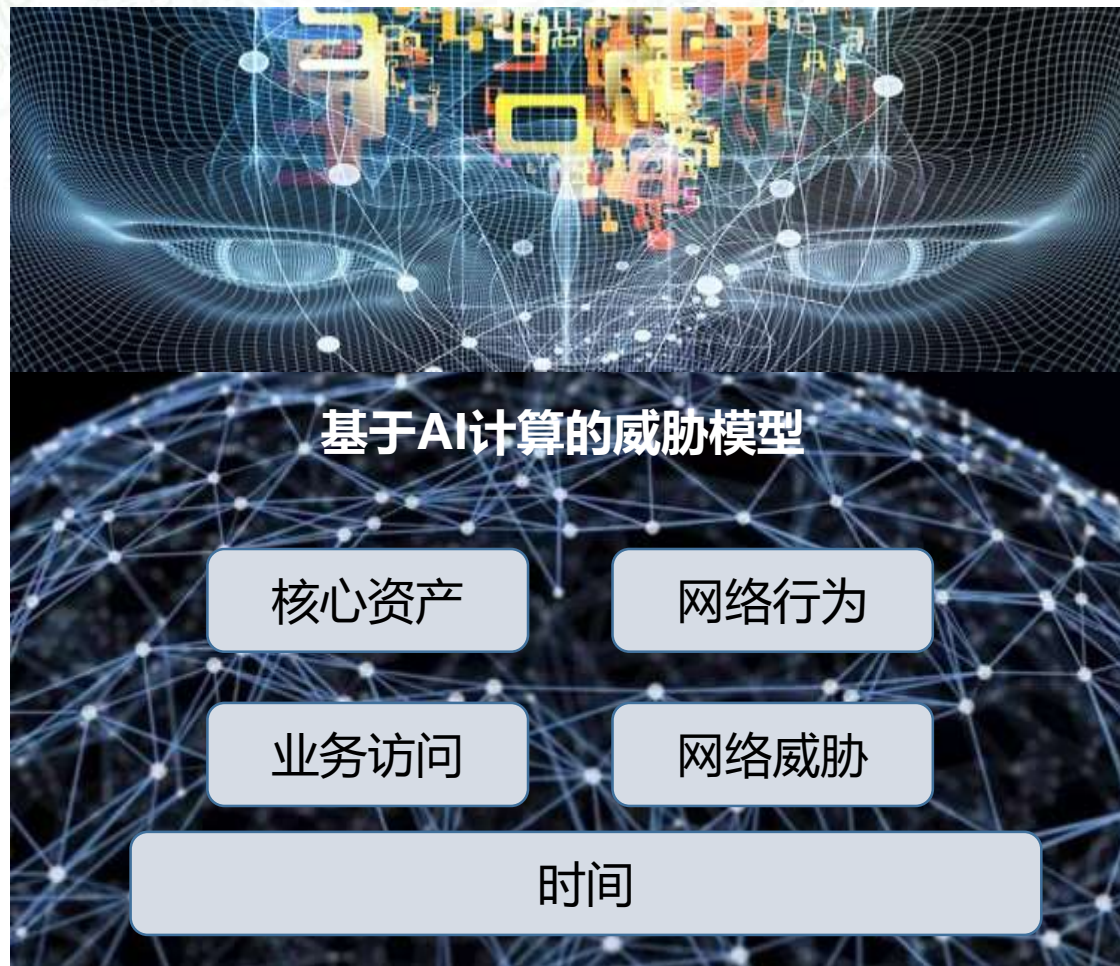 基于AI计算的威胁模型
核心资产
网络行为
业务访问
网络威胁
时间